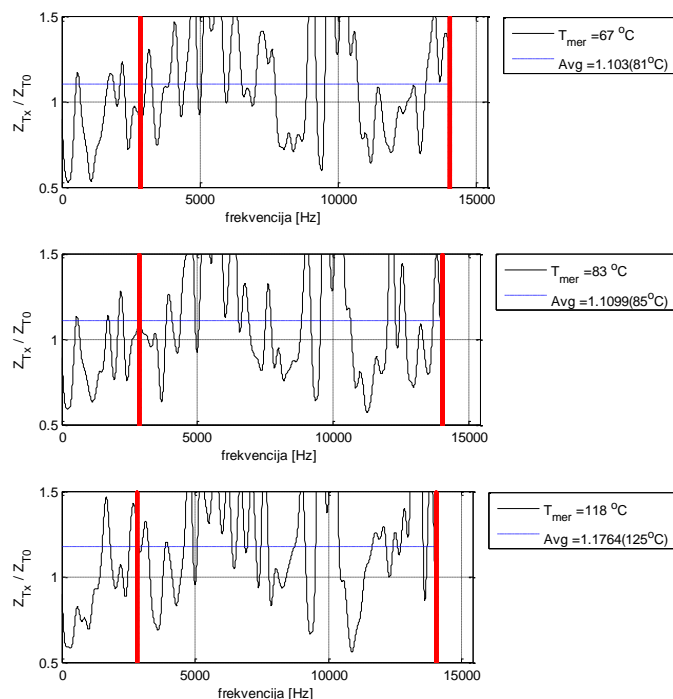 1.5
1
0.5
0
5000
10000
15000
Z_Tx / Z_T0
frekvencija [Hz]
T_mer =67 °C
Avg =1.103(81°C)
1.5
1
0.5
0
5000
10000
15000
Z_Tx / Z_T0
frekvencija [Hz]
T_mer =83 °C
Avg =1.1099(85°C)
1.5
1
0.5
0
5000
10000
15000
Z_Tx / Z_T0
frekvencija [Hz]
T_mer =118 °C
Avg =1.1764(125°C)